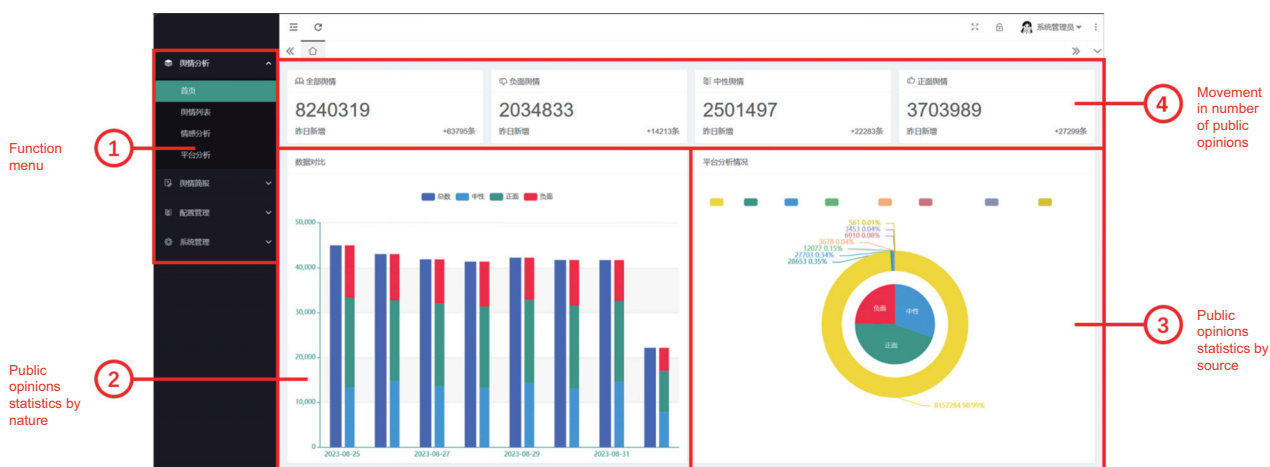 系统管理员
舆情分析
首页
舆情列表
情感分析
平台分析
舆情简报
配置管理
系统管理
Function
menu
1
全部舆情
8240319
昨日新增 +63795条
负面舆情
2034833
昨日新增 +14213条
中性舆情
2501497
昨日新增 +22283条
正面舆情
3703989
昨日新增 +27299条
4
Movement
in number
of public
opinions
数据对比
总数 中性 正面 负面
50,000
40,000
30,000
20,000
10,000
0
2023-08-25 2023-08-27 2023-08-29 2023-08-31
2
Public
opinions
statistics by
nature
平台分析情况
561 0.01%
3453 0.04%
6910 0.08%
3678 0.04%
12077 0.15%
27703 0.34%
28653 0.35%
负面 中性
正面
8157284 98.99%
3
Public
opinions
statistics by
source